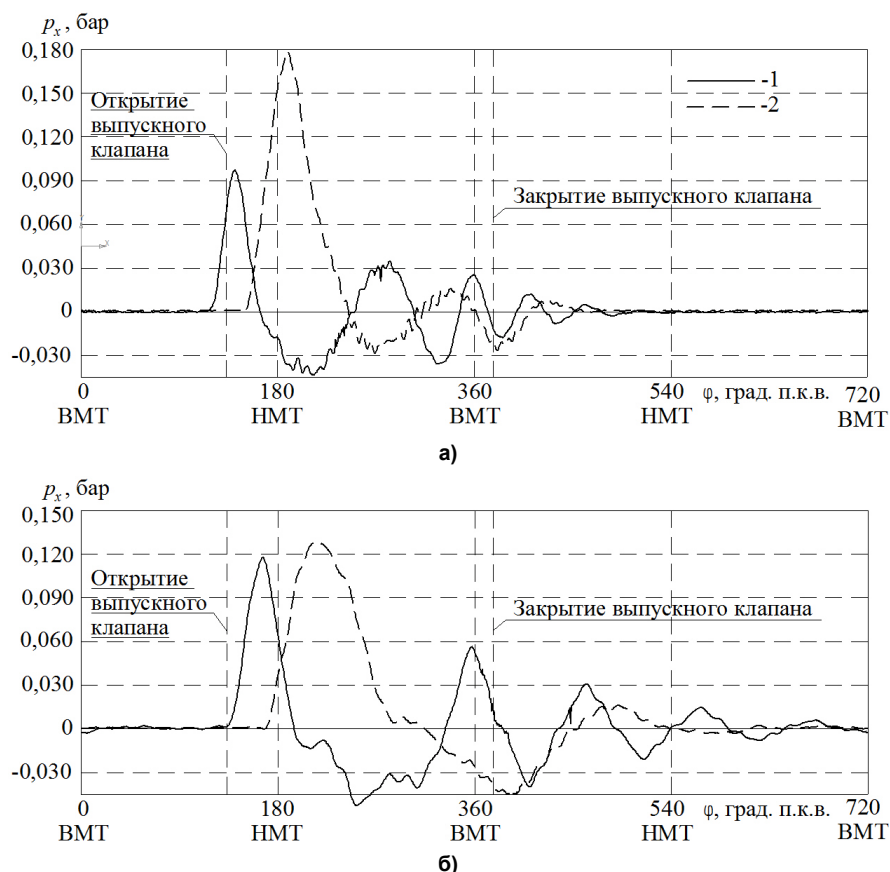 pₓ , бар
0,180
0,150
0,120
0,090
0,060
0,030
0
-0,030
Открытие
выпускного
клапана
-1
-2
Закрытие выпускного клапана
0 180 360 540 φ, град. п.к.в. 720
ВМТ НМТ ВМТ НМТ ВМТ
а)
pₓ , бар
0,150
0,120
0,090
0,060
0,030
0
-0,030
Открытие
выпускного
клапана
Закрытие выпускного клапана
0 180 360 540 φ, град. п.к.в. 720
ВМТ НМТ ВМТ НМТ ВМТ
б)